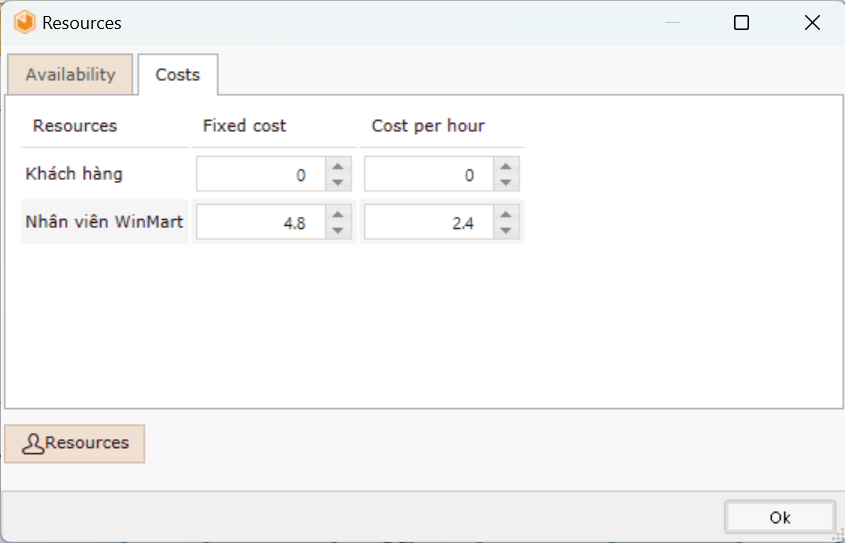 Resources
Availability Costs
Resources Fixed cost Cost per hour
Khách hàng 0 0
Nhân viên WinMart 4.8 2.4
Resources
Ok